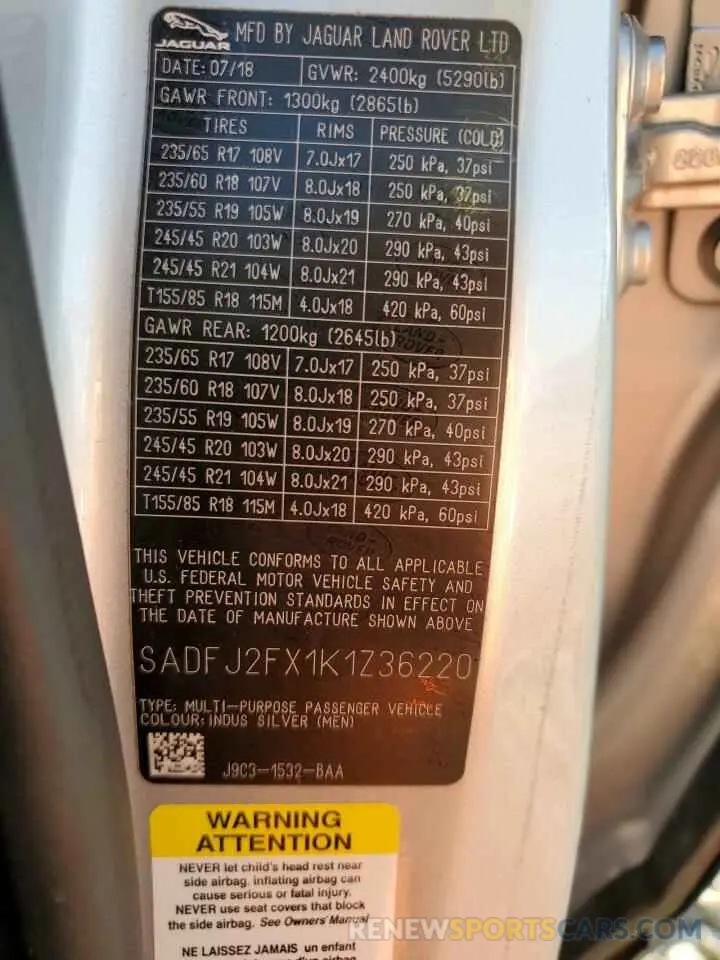 JAGUAR MFD BY JAGUAR LAND ROVER LTD
DATE: 07/18 GVWR: 2400kg (5290lb)
GAWR FRONT: 1300kg (2865lb)
TIRES RIMS PRESSURE (COLD)
235/65 R17 108V 7.0Jx17 250 kPa, 37psi
235/60 R18 107V 8.0Jx18 250 kPa, 37psi
235/55 R19 105W 8.0Jx19 270 kPa, 40psi
245/45 R20 103W 8.0Jx20 290 kPa, 43psi
245/45 R21 104W 8.0Jx21 290 kPa, 43psi
T155/85 R18 115M 4.0Jx18 420 kPa, 60psi
GAWR REAR: 1200kg (2645lb)
235/65 R17 108V 7.0Jx17 250 kPa, 37psi
235/60 R18 107V 8.0Jx18 250 kPa, 37psi
235/55 R19 105W 8.0Jx19 270 kPa, 40psi
245/45 R20 103W 8.0Jx20 290 kPa, 43psi
245/45 R21 104W 8.0Jx21 290 kPa, 43psi
T155/85 R18 115M 4.0Jx18 420 kPa, 60psi
THIS VEHICLE CONFORMS TO ALL APPLICABLE
U.S. FEDERAL MOTOR VEHICLE SAFETY AND
THEFT PREVENTION STANDARDS IN EFFECT ON
THE DATE OF MANUFACTURE SHOWN ABOVE
SADFJ2FX1K1Z36220
TYPE: MULTI-PURPOSE PASSENGER VEHICLE
COLOUR: INDUS SILVER (MEN)
J9C3-1532-BAA
WARNING
ATTENTION
NEVER let child's head rest near
side airbag, inflating airbag can
cause serious or fatal injury.
NEVER use seat covers that block
the side airbag. See Owners Manual
NE LAISSEZ JAMAIS un enfant
RENEWSPORTSCARS.COM